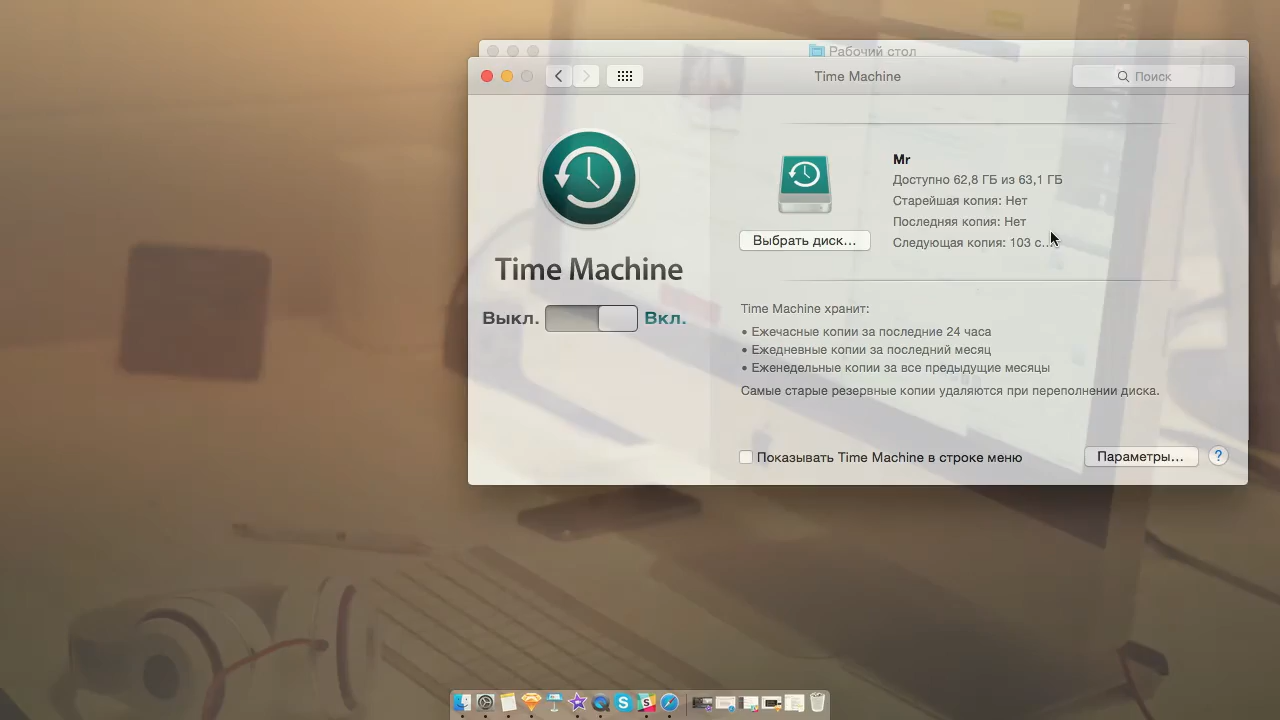 Рабочий стол
Time Machine
Поиск
Time Machine
Выкл. Вкл.
Mr
Доступно 62,8 ГБ из 63,1 ГБ
Старейшая копия: Нет
Последняя копия: Нет
Следующая копия: 103 с...
Выбрать диск...
Time Machine хранит:
• Ежечасные копии за последние 24 часа
• Ежедневные копии за последний месяц
• Еженедельные копии за все предыдущие месяцы
Самые старые резервные копии удаляются при переполнении диска.
Показывать Time Machine в строке меню
Параметры...
?